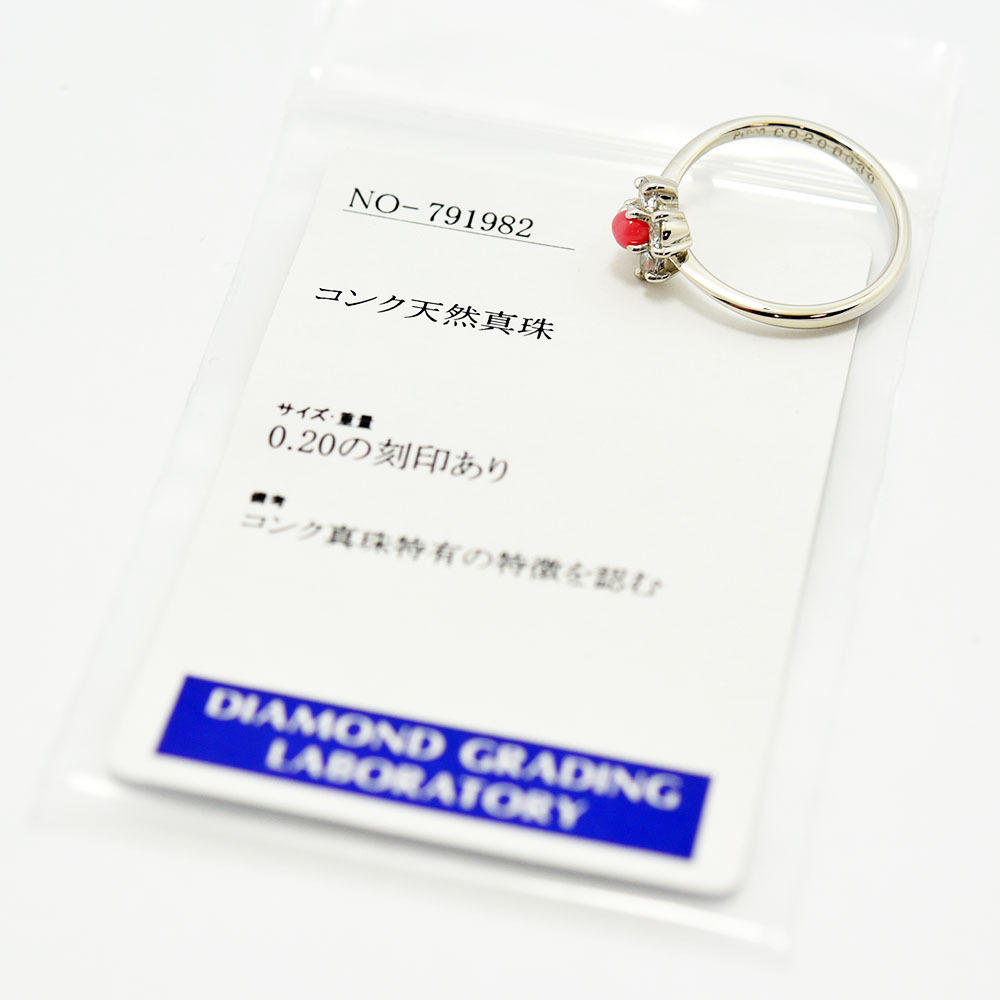 NO-791982
コンク天然真珠
サイズ・重量
0.20の刻印あり
備考
コンク真珠特有の特徴を認む
DIAMOND GRADING
LABORATORY
C020 0030